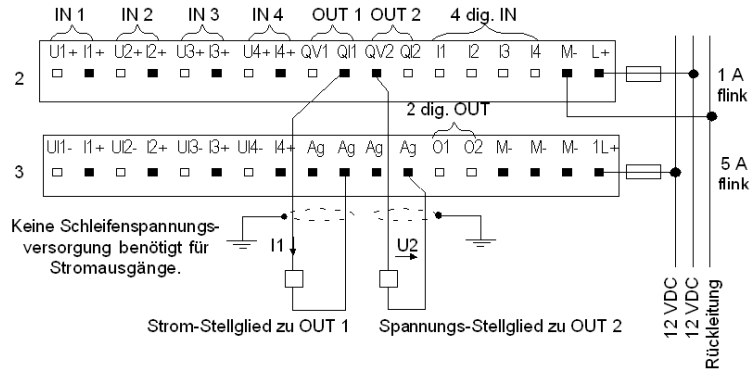 IN 1 IN 2 IN 3 IN 4 OUT 1 OUT 2 4 dig. IN
U1+ I1+ U2+ I2+ U3+ I3+ U4+ I4+ QV1 QI1 QV2 QI2 I1 I2 I3 I4 M- L+
2
1 A
flink
2 dig. OUT
UI1- I1+ UI2- I2+ UI3- I3+ UI4- I4+ Ag Ag Ag Ag O1 O2 M- M- M- 1L+
3
5 A
flink
Keine Schleifenspannungs-
versorgung benötigt für
Stromausgänge.
I1
U2
Strom-Stellglied zu OUT 1
Spannungs-Stellglied zu OUT 2
12 VDC
12 VDC
Rückleitung